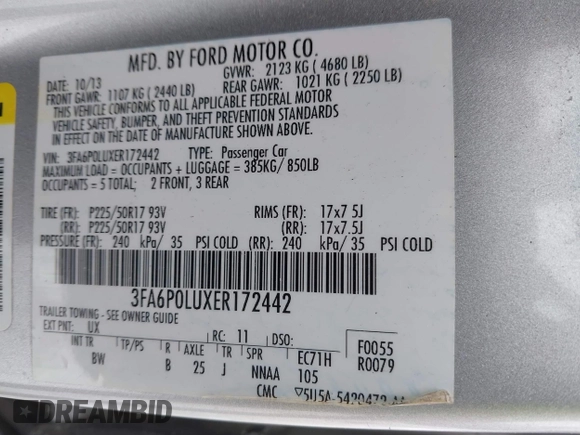 MFD. BY FORD MOTOR CO.
DATE: 10/13 GVWR: 2123 KG ( 4680 LB)
FRONT GAWR: 1107 KG ( 2440 LB) REAR GAWR: 1021 KG ( 2250 LB)
THIS VEHICLE CONFORMS TO ALL APPLICABLE FEDERAL MOTOR
VEHICLE SAFETY, BUMPER, AND THEFT PREVENTION STANDARDS
IN EFFECT ON THE DATE OF MANUFACTURE SHOWN ABOVE.
VIN: 3FA6P0LUXER172442 TYPE: Passenger Car
MAXIMUM LOAD = OCCUPANTS + LUGGAGE = 385KG/ 850LB
OCCUPANTS = 5 TOTAL; 2 FRONT, 3 REAR
TIRE (FR): P225/50R17 93V RIMS (FR): 17x7.5J
(RR): P225/50R17 93V (RR): 17x7.5J
PRESSURE (FR): 240 kPa/ 35 PSI COLD (RR): 240 kPa/ 35 PSI COLD
3FA6P0LUXER172442
TRAILER TOWING - SEE OWNER GUIDE
EXT PNT: UX RC: 11 DSO: F0055
INT TR TP/PS R AXLE TR SPR EC71H R0079
BW B 25 J NNAA 105
CMC
DREAMBID